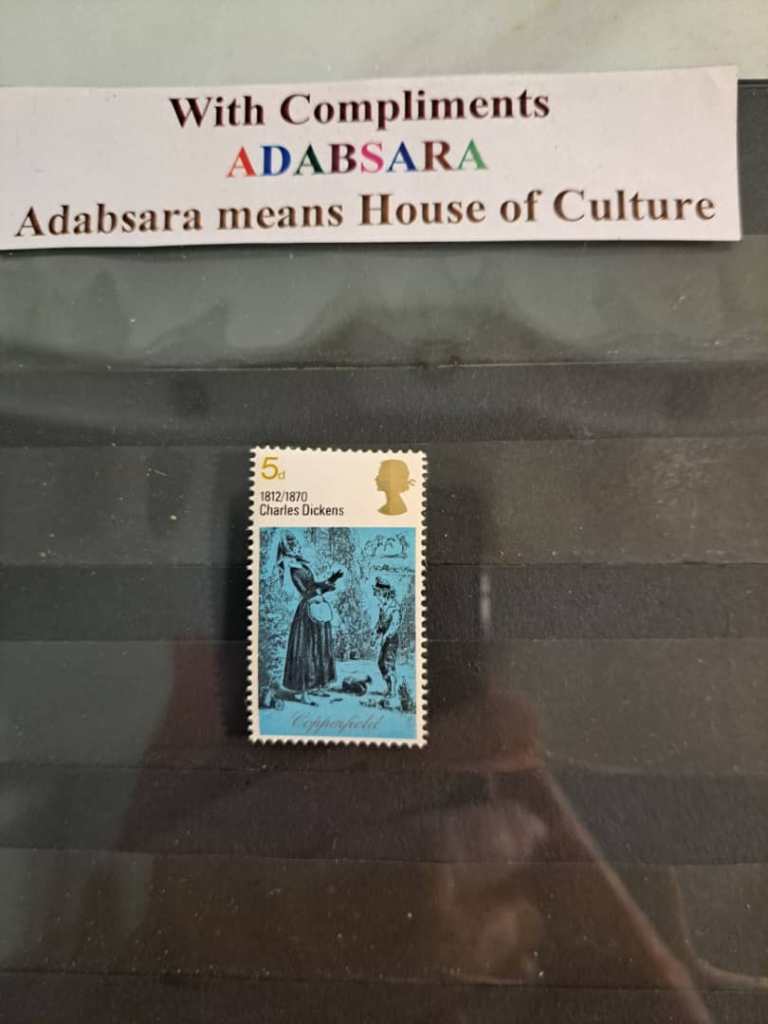 With Compliments
ADABSARA
Adabsara means House of Culture
5d
1812/1870
Charles Dickens
Copperfield